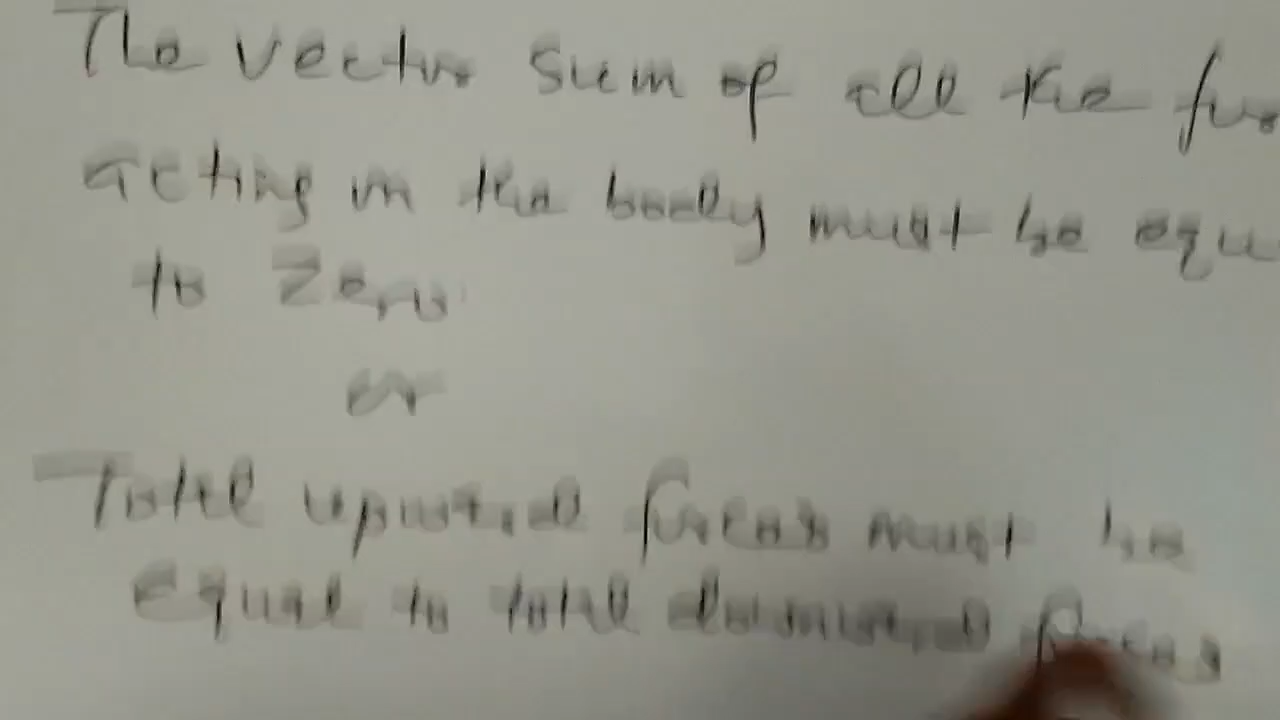 The vector sum of all the
acting on the body must be equ
to zero
or
Total upward forces must be
equal to total downward forces